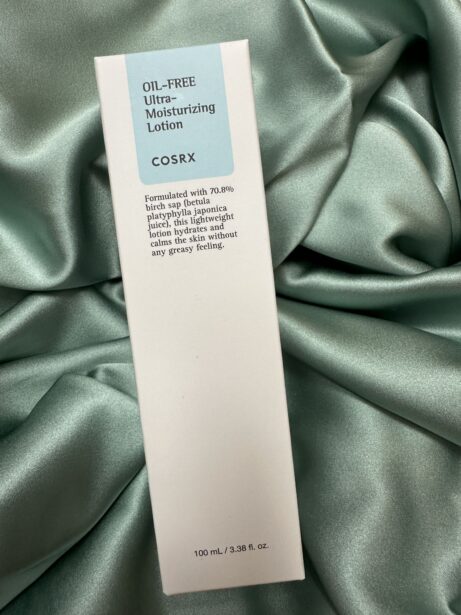 OIL-FREE
Ultra-
Moisturizing
Lotion
COSRX
Formulated with 70.8%
birch sap (betula
platyphylla japonica
juice), this lightweight
lotion hydrates and
calms the skin without
any greasy feeling.
100 mL / 3.38 fl. oz.